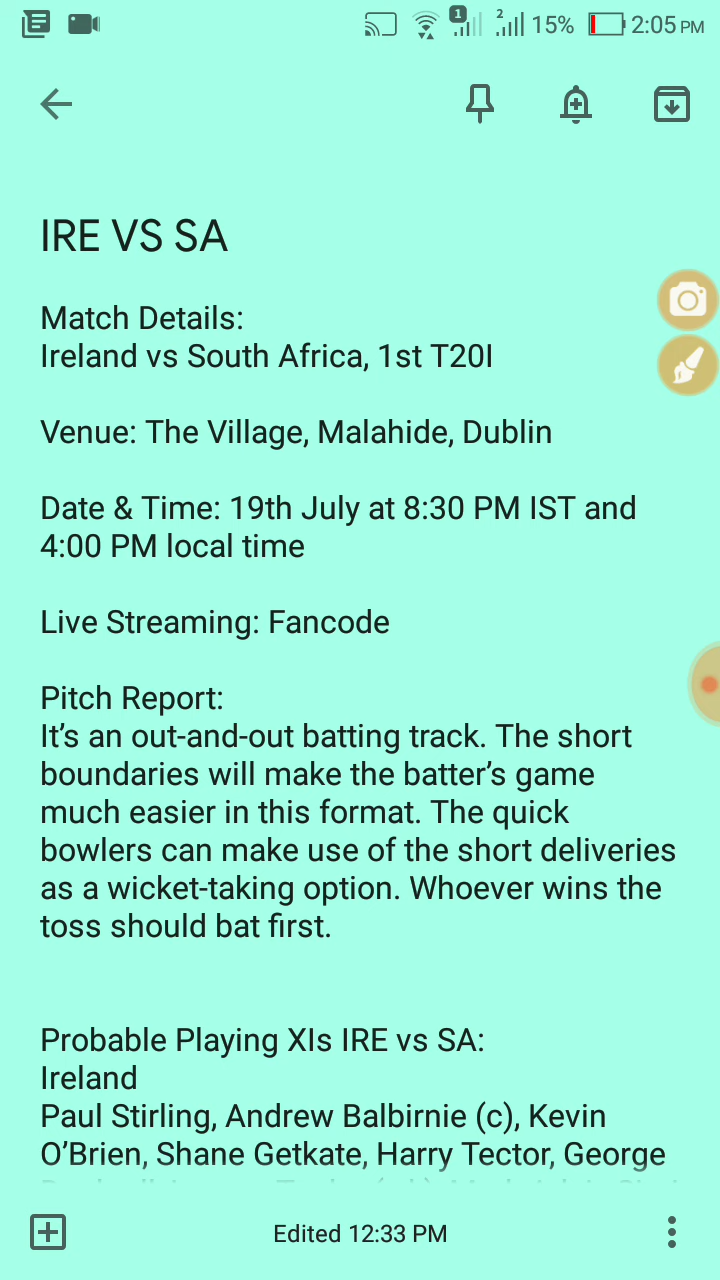 1 2 15% 2:05 PM
IRE VS SA
Match Details:
Ireland vs South Africa, 1st T20I
Venue: The Village, Malahide, Dublin
Date & Time: 19th July at 8:30 PM IST and
4:00 PM local time
Live Streaming: Fancode
Pitch Report:
It’s an out-and-out batting track. The short
boundaries will make the batter’s game
much easier in this format. The quick
bowlers can make use of the short deliveries
as a wicket-taking option. Whoever wins the
toss should bat first.
Probable Playing XIs IRE vs SA:
Ireland
Paul Stirling, Andrew Balbirnie (c), Kevin
O’Brien, Shane Getkate, Harry Tector, George
Edited 12:33 PM